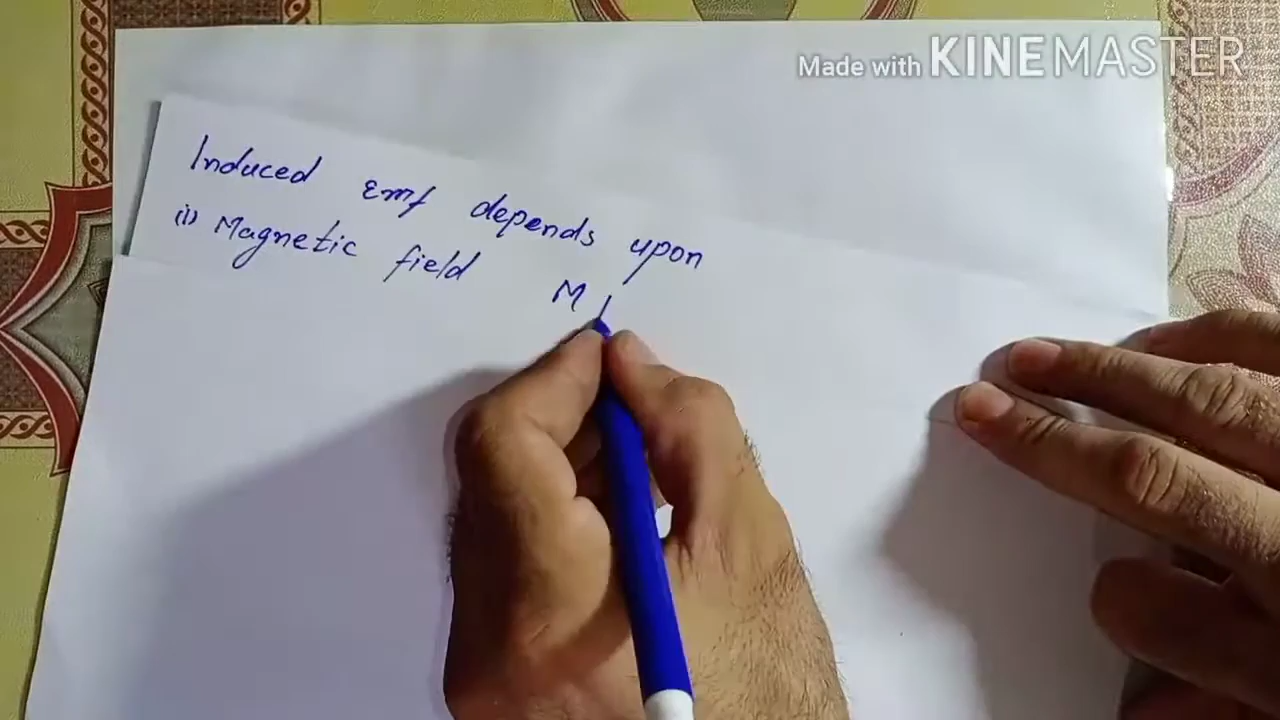 Made with KINEMASTER
Induced Emf depends upon
(i) Magnetic field M